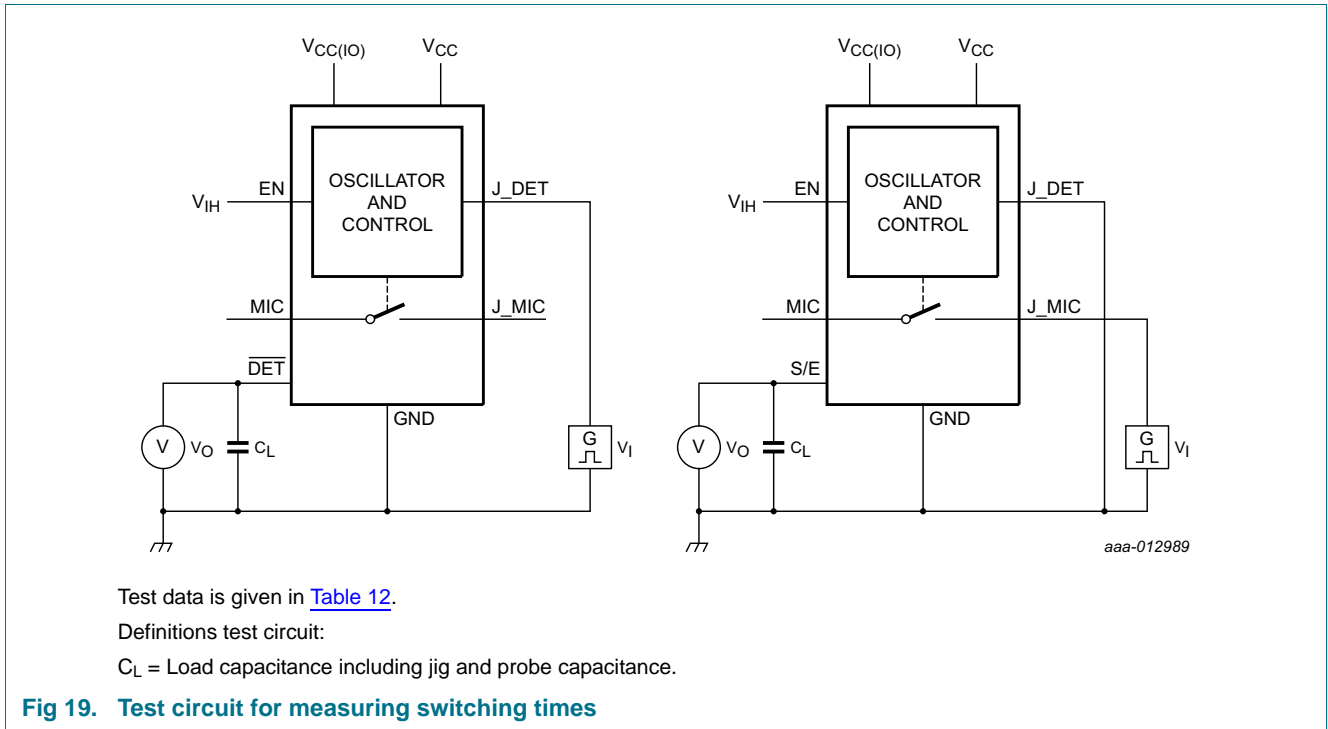 VCC(IO) VCC
OSCILLATOR
AND
CONTROL
EN
VIH
J_DET
MIC
J_MIC
DET
GND
V
VO
CL
G
VI
VCC(IO) VCC
OSCILLATOR
AND
CONTROL
EN
VIH
J_DET
MIC
J_MIC
S/E
GND
V
VO
CL
G
VI
aaa-012989
Test data is given in Table 12.
Definitions test circuit:
CL = Load capacitance including jig and probe capacitance.
Fig 19. Test circuit for measuring switching times